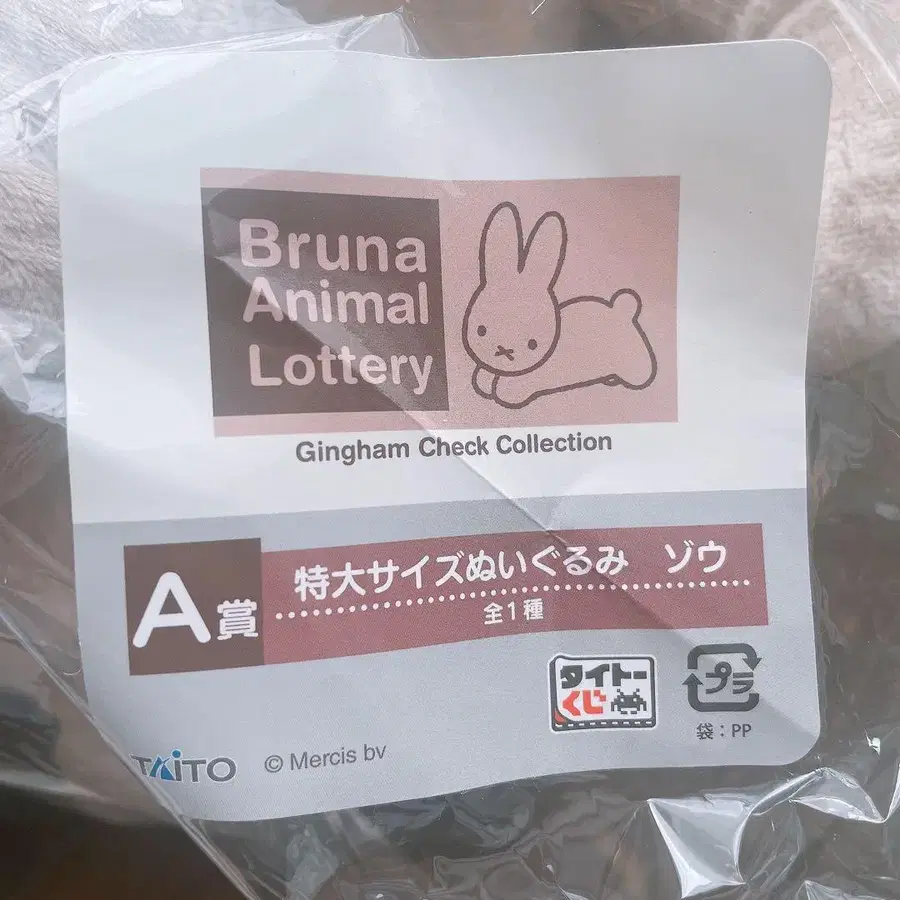 Bruna
Animal
Lottery
Gingham Check Collection
A賞
特大サイズぬいぐるみ　ゾウ
全1種
タイトー
くじ
プラ
袋：PP
TAITO
© Mercis bv